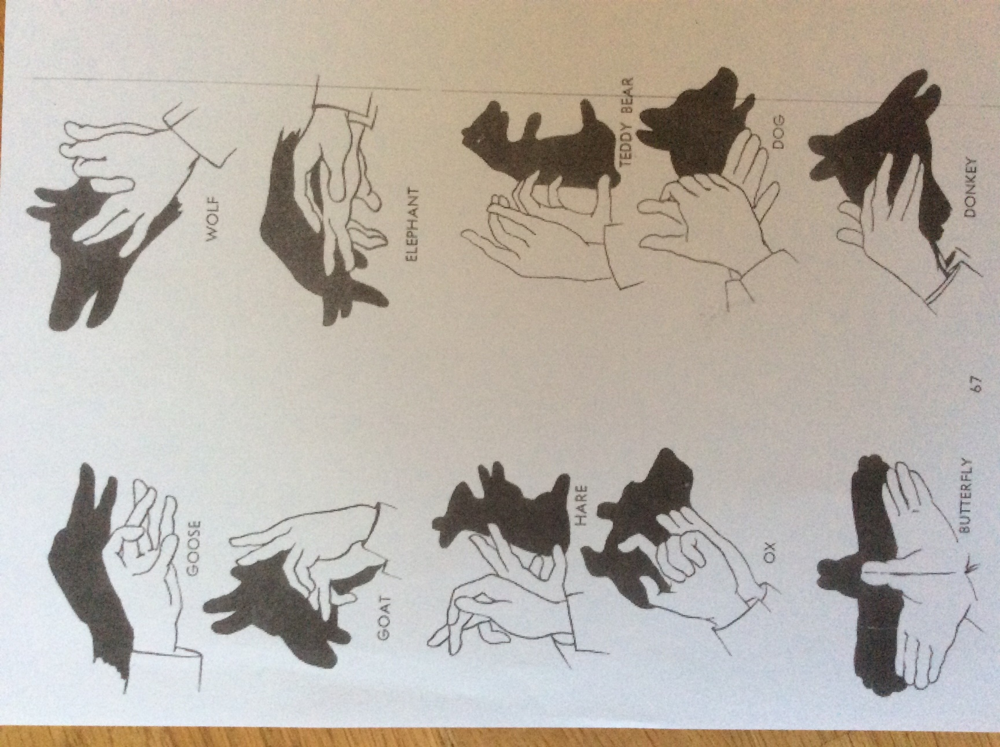 GOOSE
WOLF
GOAT
ELEPHANT
HARE
TEDDY BEAR
OX
DOG
BUTTERFLY
DONKEY
67